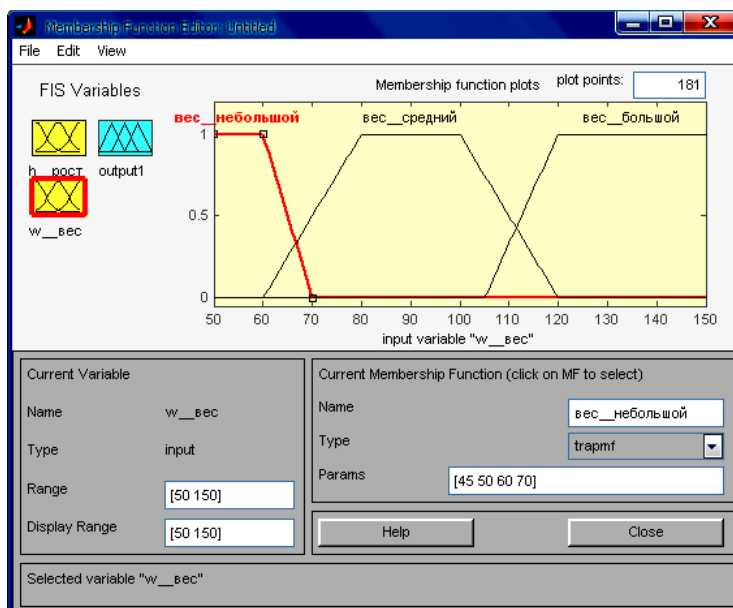 Membership Function Editor: Untitled
File Edit View
FIS Variables
Membership function plots
plot points:
181
h__рост
output1
w__вес
вес__небольшой
вес__средний
вес__большой
1
0.5
0
50 60 70 80 90 100 110 120 130 140 150
input variable "w__вес"
Current Variable
Name w__вес
Type input
Range [50 150]
Display Range [50 150]
Current Membership Function (click on MF to select)
Name вес__небольшой
Type trapmf
Params [45 50 60 70]
Help Close
Selected variable "w__вес"